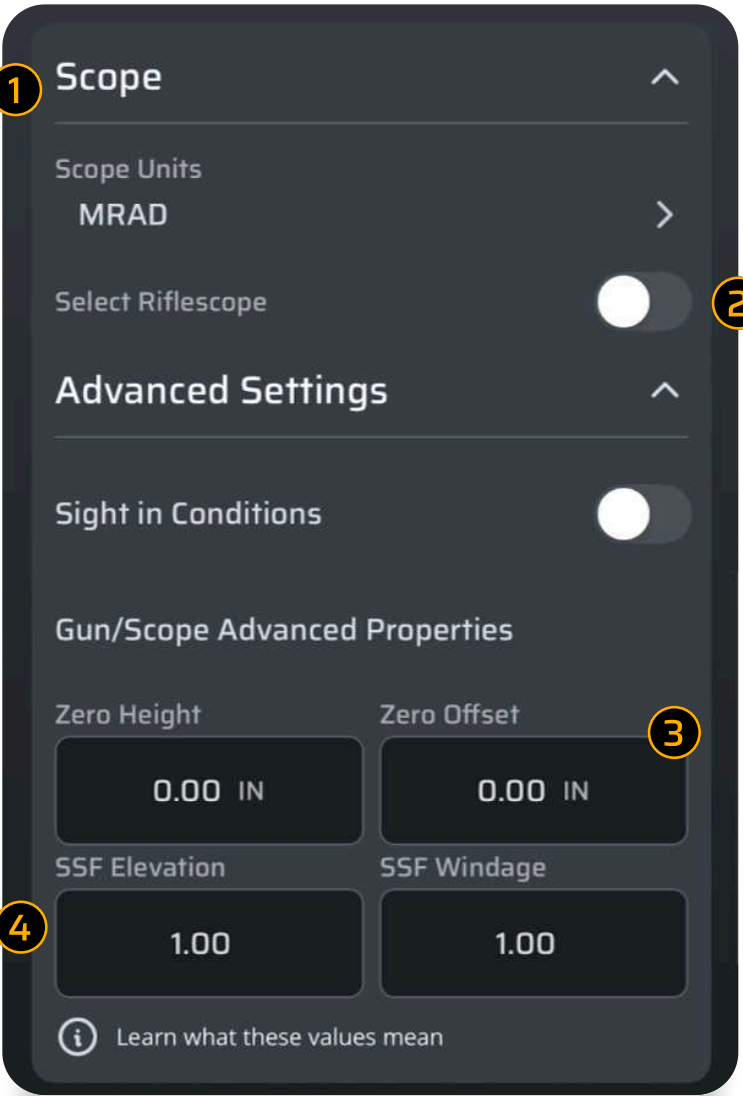 1 Scope
Scope Units
MRAD
Select Riflescope
2
Advanced Settings
Sight in Conditions
Gun/Scope Advanced Properties
Zero Height Zero Offset
3
0.00 IN 0.00 IN
SSF Elevation SSF Windage
4 1.00 1.00
Learn what these values mean